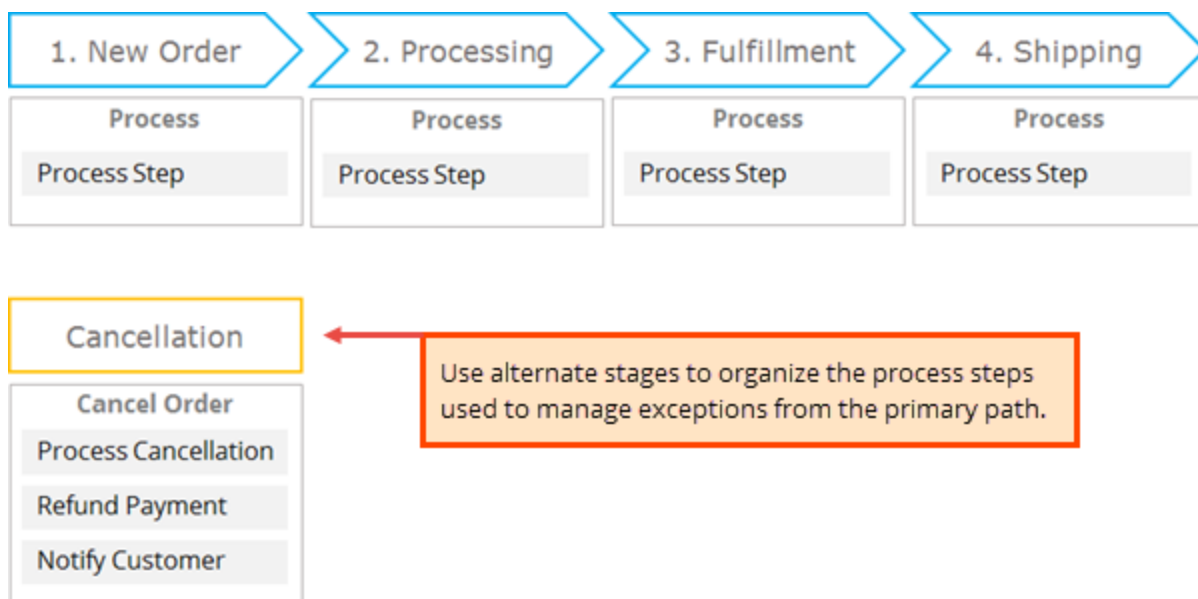 1. New Order
2. Processing
3. Fulfillment
4. Shipping
Process
Process
Process
Process
Process Step
Process Step
Process Step
Process Step
Cancellation
Use alternate stages to organize the process steps
used to manage exceptions from the primary path.
Cancel Order
Process Cancellation
Refund Payment
Notify Customer